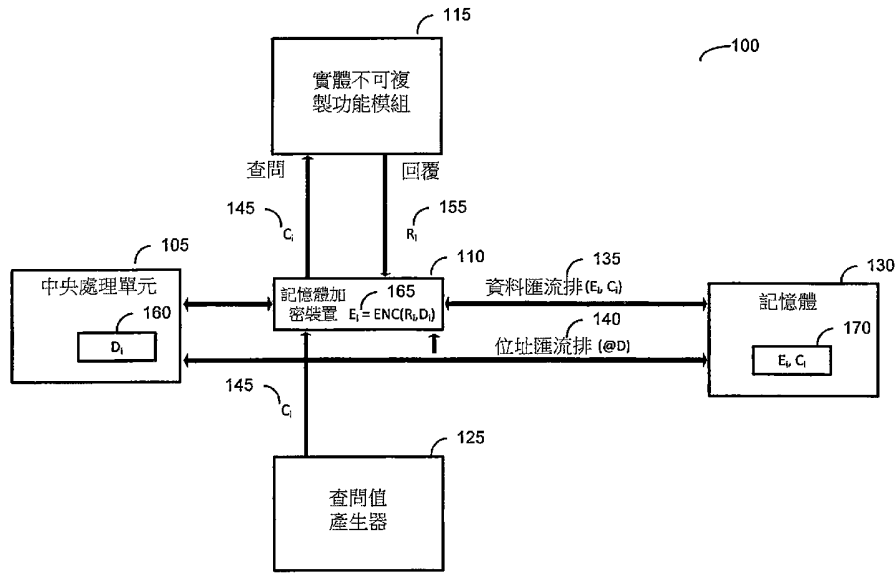 115
100
實體不可複
製功能模組
查問
回覆
145
Cᵢ
155
Rᵢ
105
中央處理單元
160
Dᵢ
110
記憶體加
密裝置
165
Eᵢ = ENC(Rᵢ,Dᵢ)
135
資料匯流排 (Eᵢ, Cᵢ)
140
位址匯流排 (@D)
130
記憶體
170
Eᵢ, Cᵢ
145
Cᵢ
125
查問值
產生器